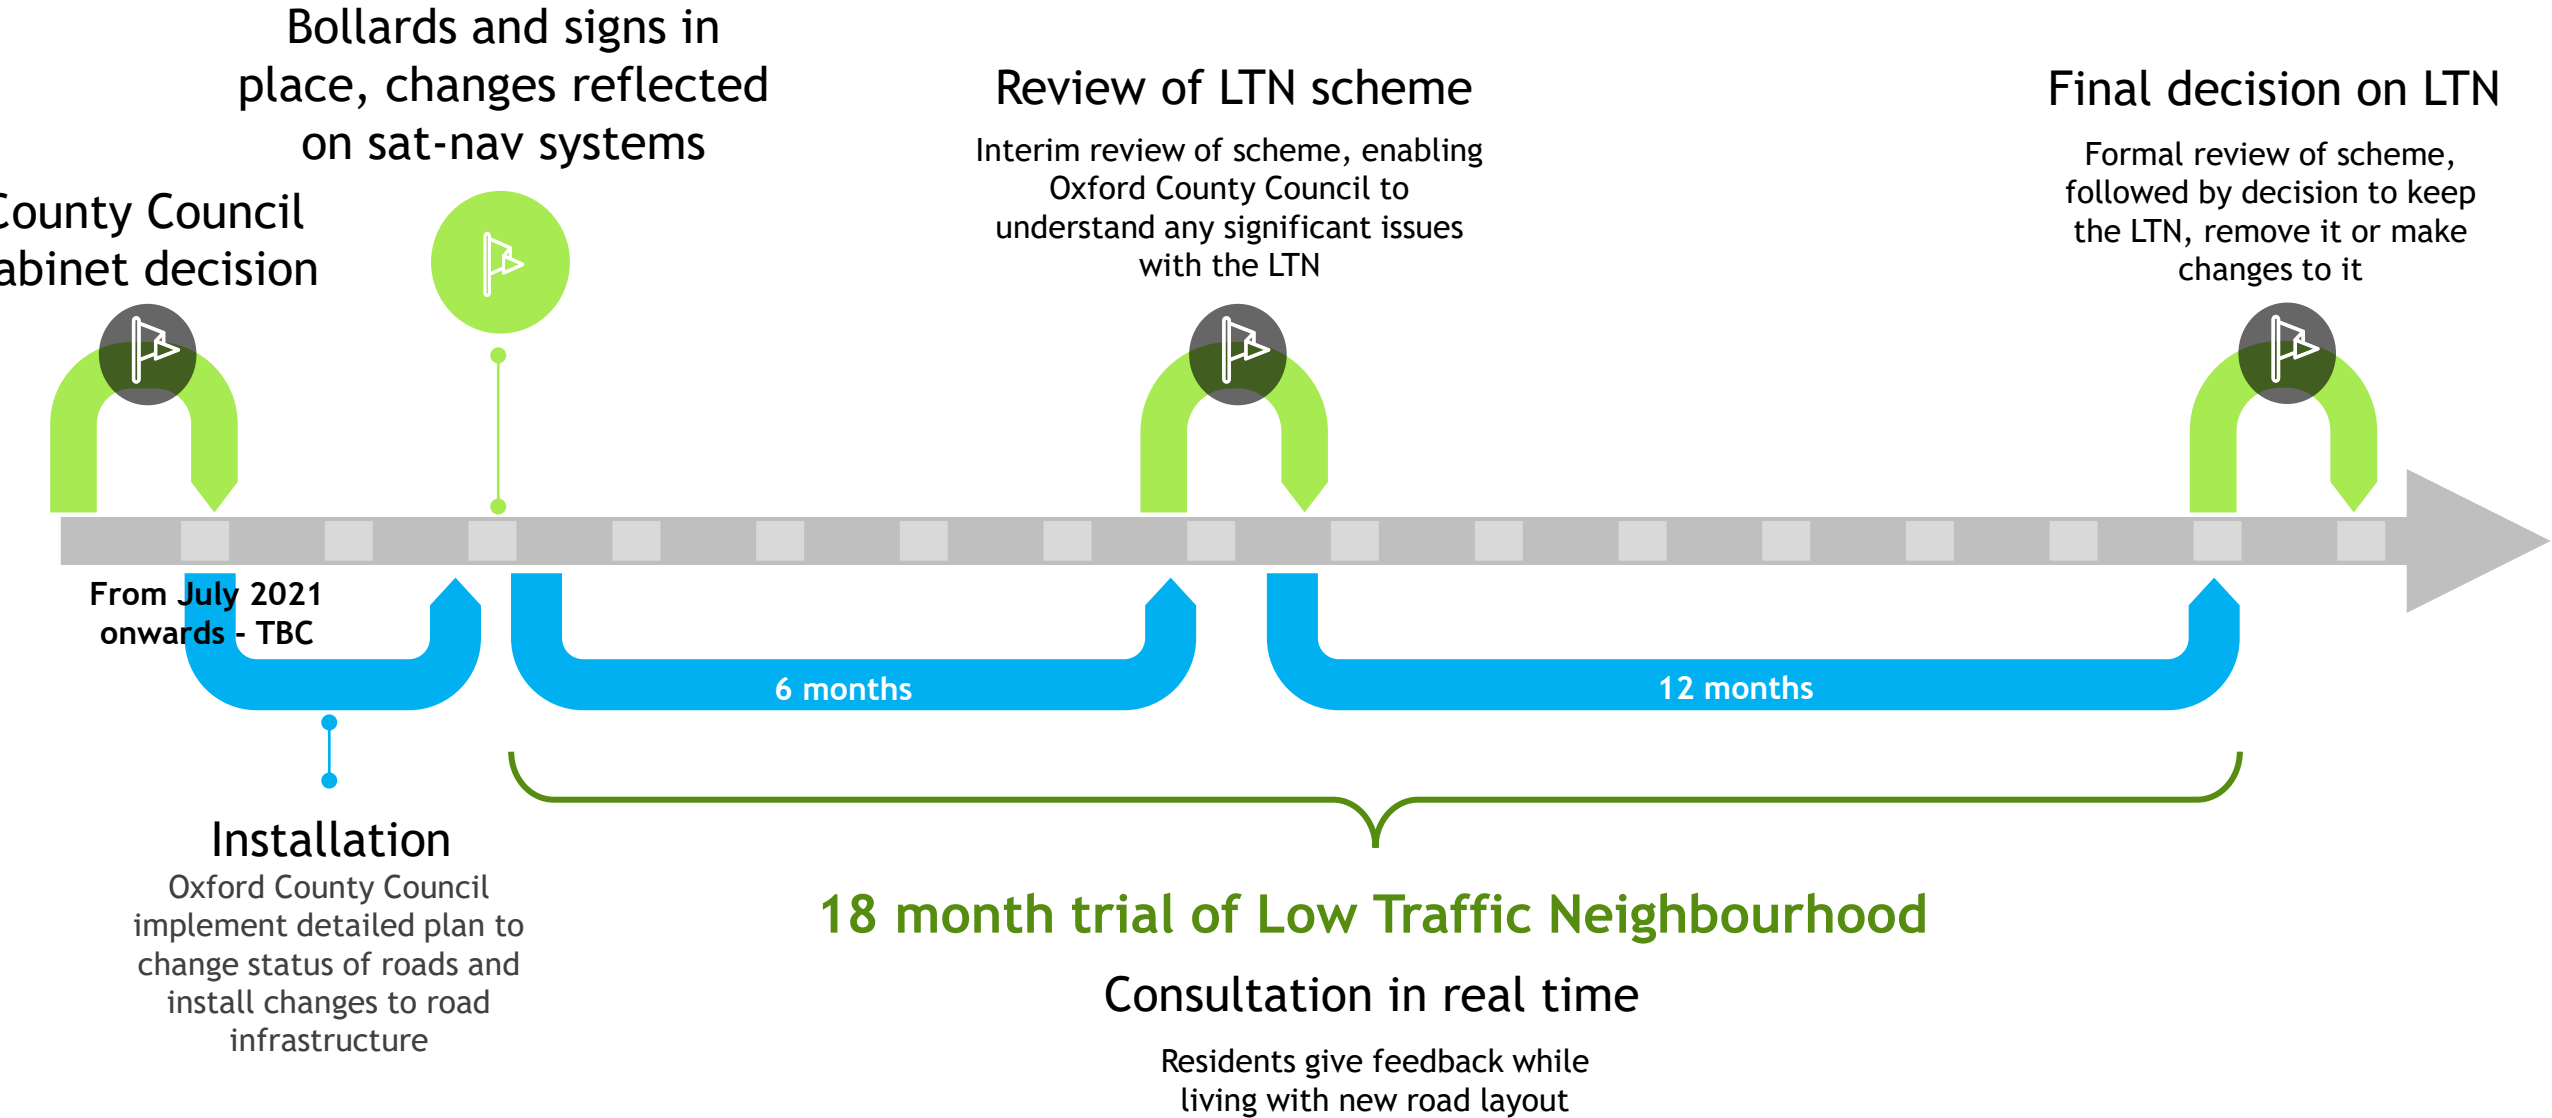 Bollards and signs in
place, changes reflected
on sat-nav systems
County Council
abinet decision
Review of LTN scheme
Interim review of scheme, enabling
Oxford County Council to
understand any significant issues
with the LTN
Final decision on LTN
Formal review of scheme,
followed by decision to keep
the LTN, remove it or make
changes to it
From July 2021
onwards - TBC
6 months
12 months
Installation
Oxford County Council
implement detailed plan to
change status of roads and
install changes to road
infrastructure
18 month trial of Low Traffic Neighbourhood
Consultation in real time
Residents give feedback while
living with new road layout